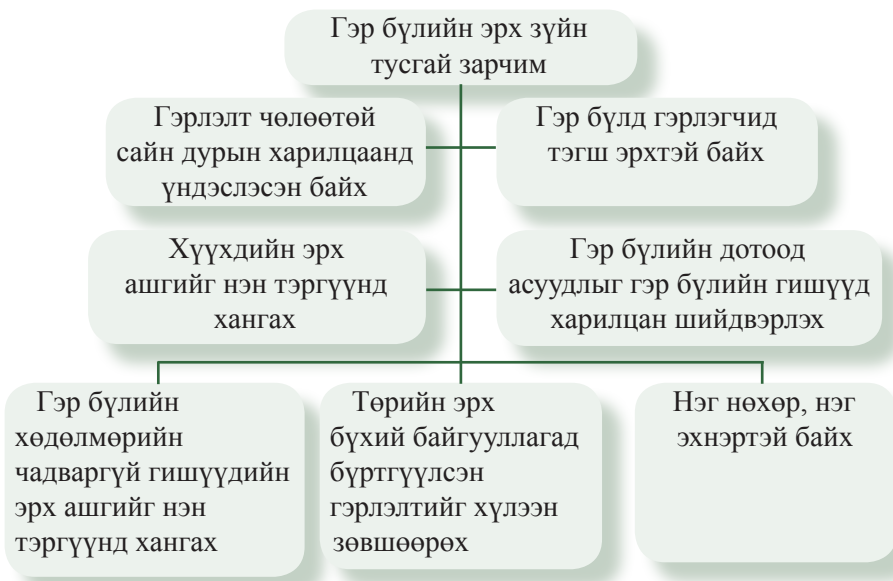 Гэр бүлийн эрх зүйн
тусгай зарчим
Гэрлэлт чөлөөтэй
сайн дурын харилцаанд
үндэслэсэн байх
Гэр бүлд гэрлэгчид
тэгш эрхтэй байх
Хүүхдийн эрх
ашгийг нэн тэргүүнд
хангах
Гэр бүлийн дотоод
асуудлыг гэр бүлийн гишүүд
харилцан шийдвэрлэх
Гэр бүлийн
хөдөлмөрийн
чадваргүй гишүүдийн
эрх ашгийг нэн
тэргүүнд хангах
Төрийн эрх
бүхий байгууллагад
бүртгүүлсэн
гэрлэлтийг хүлээн
зөвшөөрөх
Нэг нөхөр, нэг
эхнэртэй байх